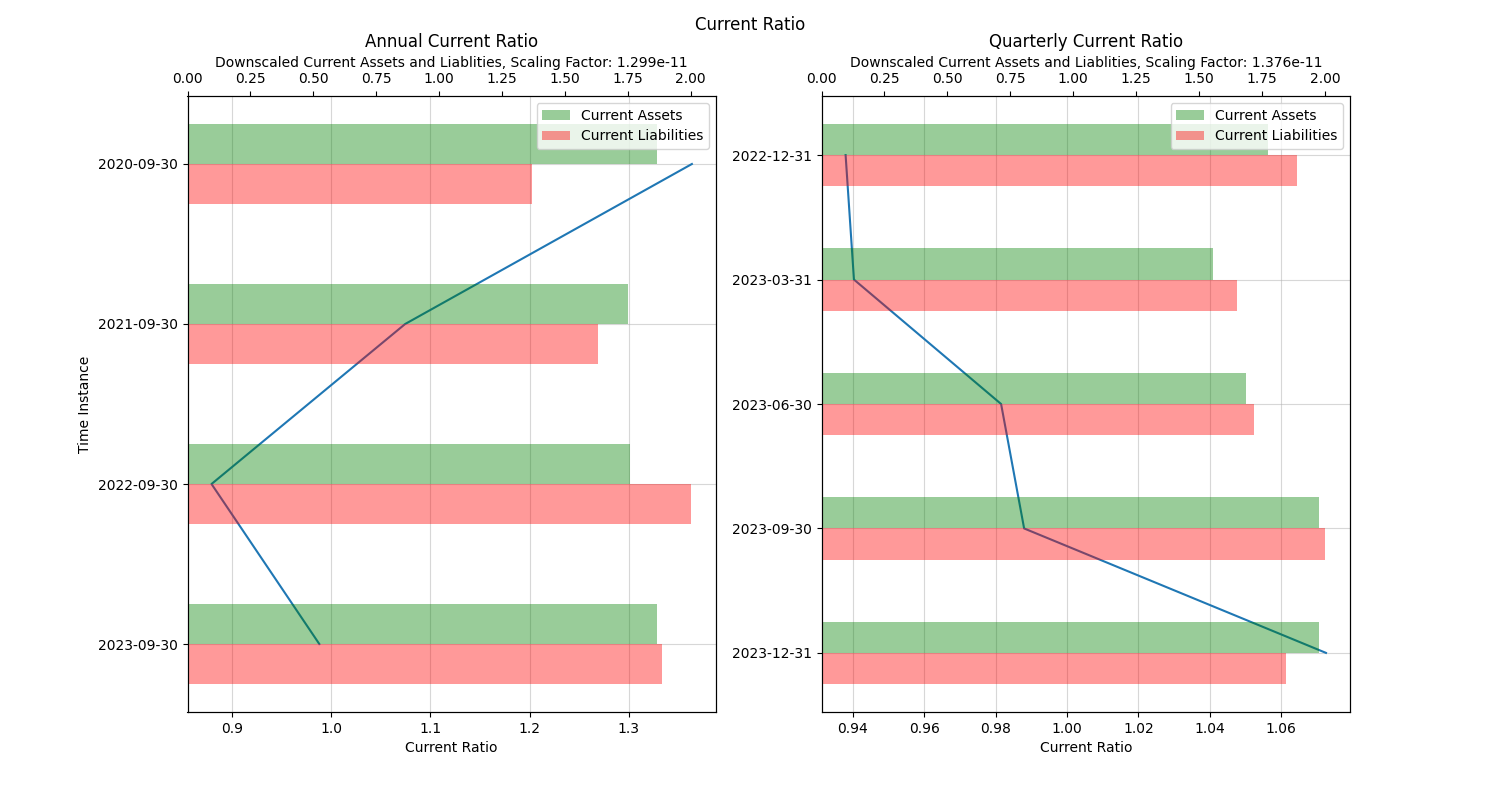 Current Ratio
Annual Current Ratio
Downscaled Current Assets and Liablities, Scaling Factor: 1.299e-11
0.00 0.25 0.50 0.75 1.00 1.25 1.50 1.75 2.00
Current Assets
Current Liabilities
Time Instance
2020-09-30
2021-09-30
2022-09-30
2023-09-30
0.9 1.0 1.1 1.2 1.3
Current Ratio
Quarterly Current Ratio
Downscaled Current Assets and Liablities, Scaling Factor: 1.376e-11
0.00 0.25 0.50 0.75 1.00 1.25 1.50 1.75 2.00
Current Assets
Current Liabilities
2022-12-31
2023-03-31
2023-06-30
2023-09-30
2023-12-31
0.94 0.96 0.98 1.00 1.02 1.04 1.06
Current Ratio